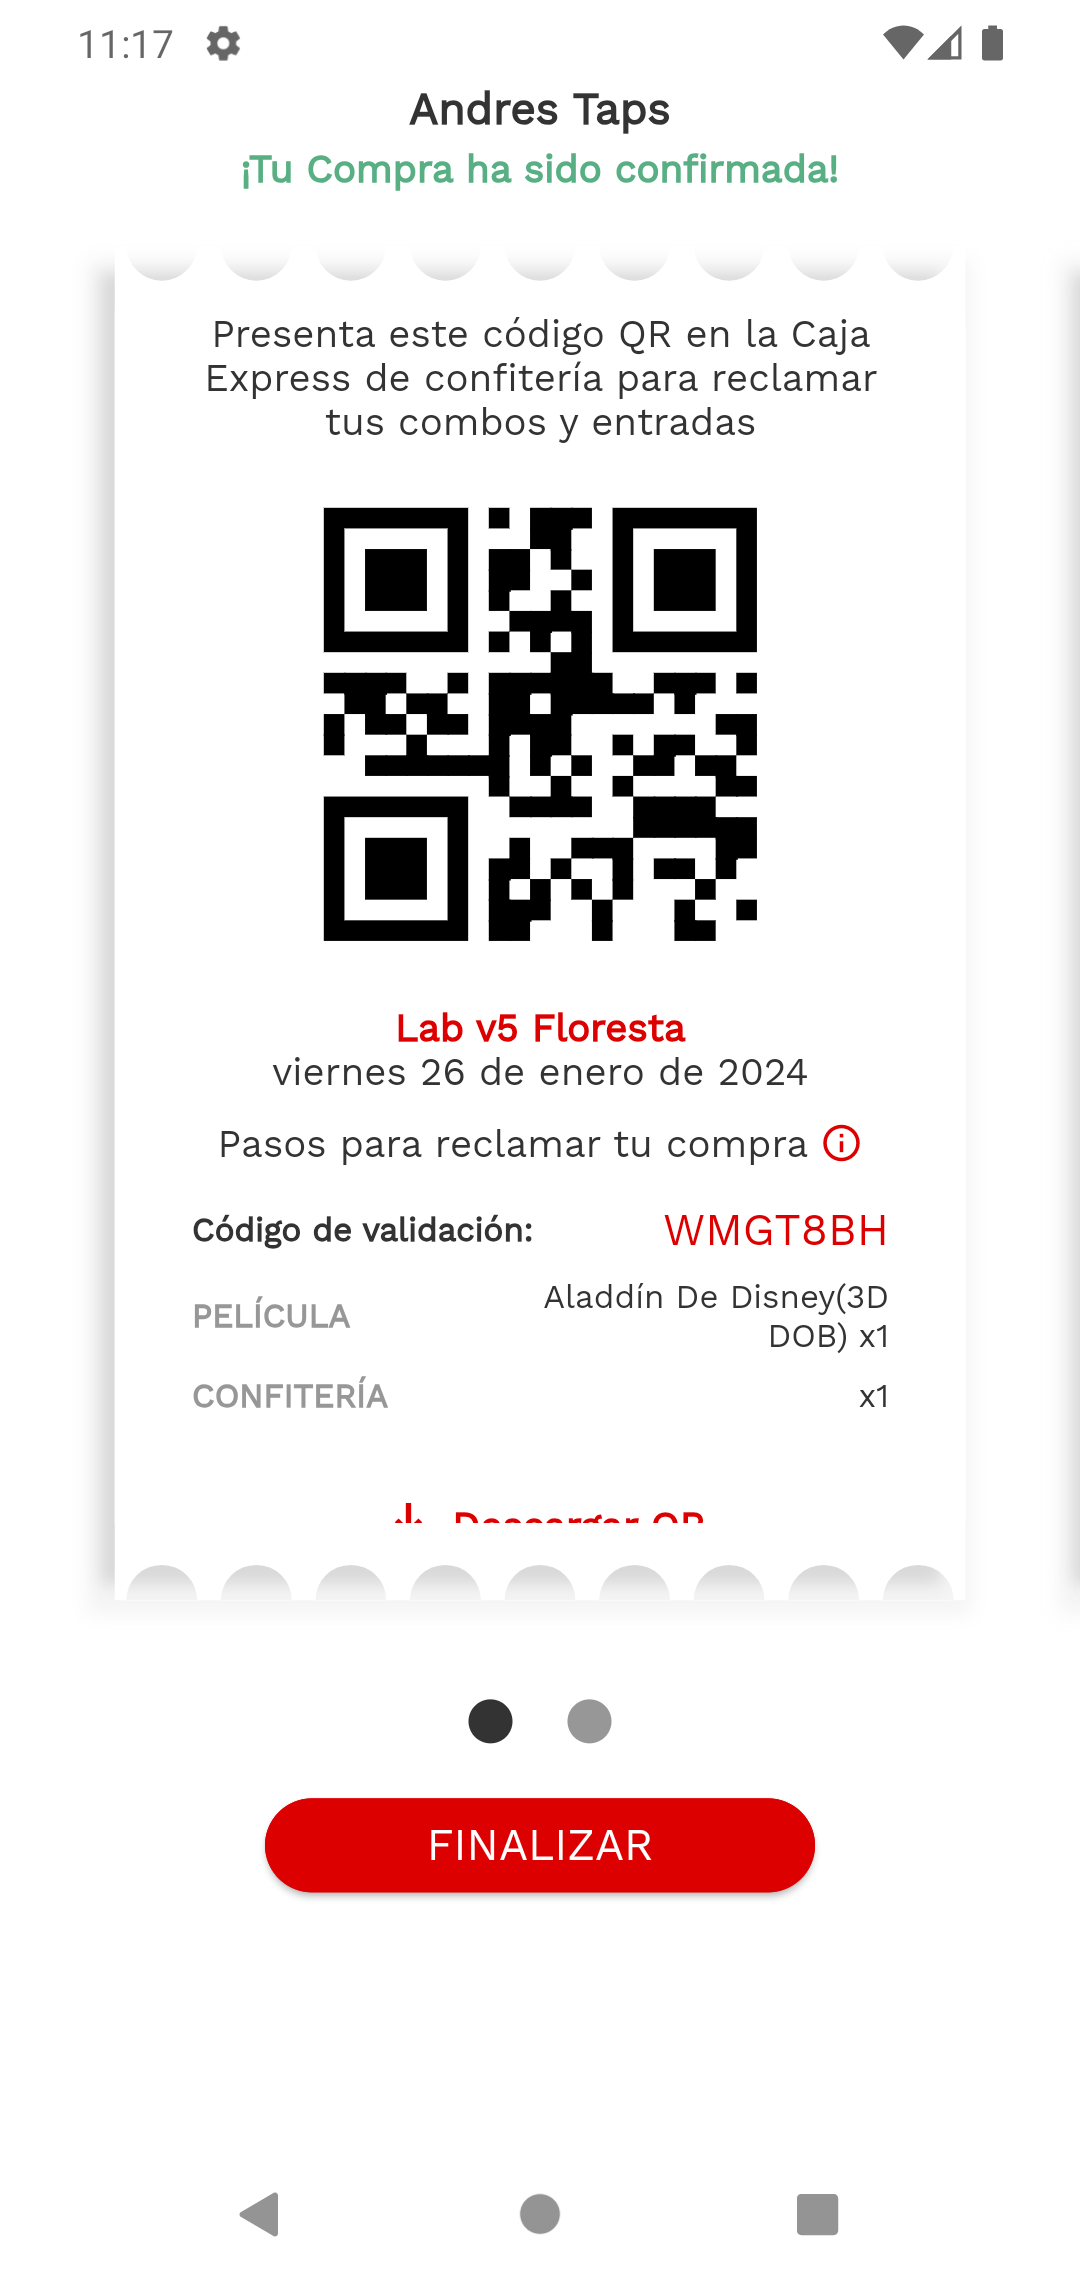 11:17
Andres Taps
¡Tu Compra ha sido confirmada!
Presenta este código QR en la Caja
Express de confitería para reclamar
tus combos y entradas
Lab v5 Floresta
viernes 26 de enero de 2024
Pasos para reclamar tu compra
Código de validación: WMGT8BH
PELÍCULA Aladdín De Disney(3D
DOB) x1
CONFITERÍA x1
Descargar QR
FINALIZAR